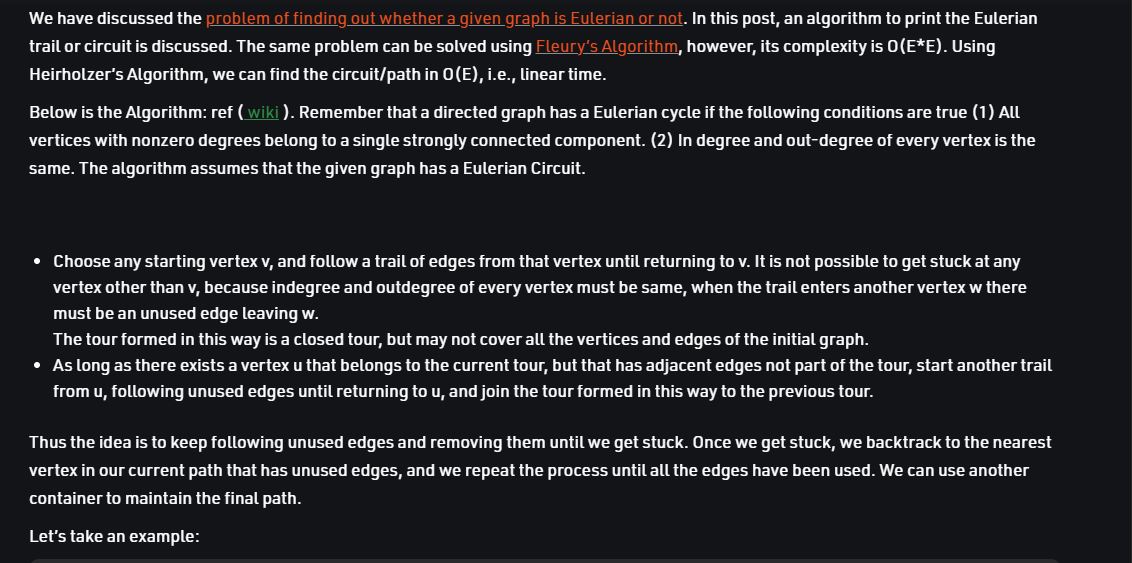 We have discussed the problem of finding out whether a given graph is Eulerian or not. In this post, an algorithm to print the Eulerian
trail or circuit is discussed. The same problem can be solved using Fleury's Algorithm, however, its complexity is O(E*E). Using
Heirholzer's Algorithm, we can find the circuit/path in O(E), i.e., linear time.
Below is the Algorithm: ref ( wiki ). Remember that a directed graph has a Eulerian cycle if the following conditions are true (1) All
vertices with nonzero degrees belong to a single strongly connected component. (2) In degree and out-degree of every vertex is the
same. The algorithm assumes that the given graph has a Eulerian Circuit.
• Choose any starting vertex v, and follow a trail of edges from that vertex until returning to v. It is not possible to get stuck at any
vertex other than v, because indegree and outdegree of every vertex must be same, when the trail enters another vertex w there
must be an unused edge leaving w.
The tour formed in this way is a closed tour, but may not cover all the vertices and edges of the initial graph.
• As long as there exists a vertex u that belongs to the current tour, but that has adjacent edges not part of the tour, start another trail
from u, following unused edges until returning to u, and join the tour formed in this way to the previous tour.
Thus the idea is to keep following unused edges and removing them until we get stuck. Once we get stuck, we backtrack to the nearest
vertex in our current path that has unused edges, and we repeat the process until all the edges have been used. We can use another
container to maintain the final path.
Let's take an example: